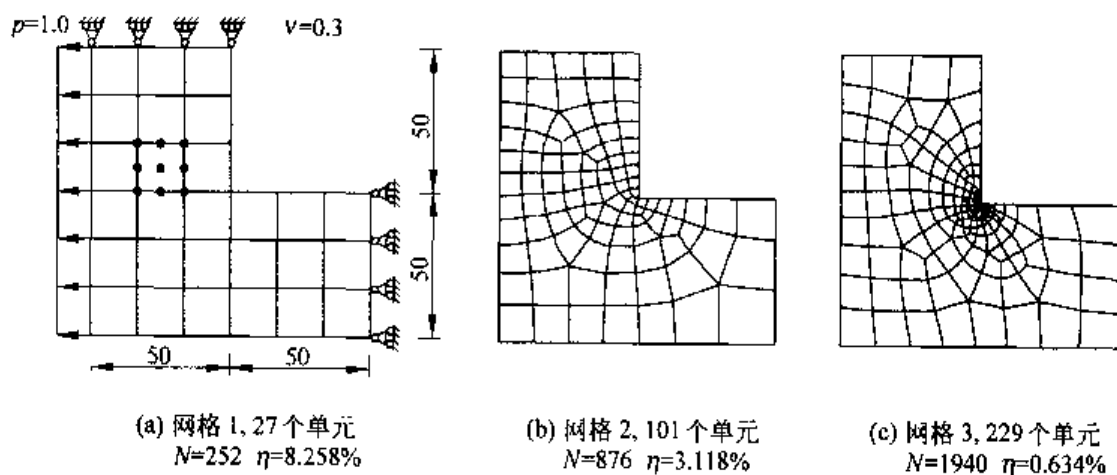 p=1.0
ν=0.3
50
50
50
50
(a) 网格 1, 27 个单元
N=252 η=8.258%
(b) 网格 2, 101 个单元
N=876 η=3.118%
(c) 网格 3, 229 个单元
N=1940 η=0.634%